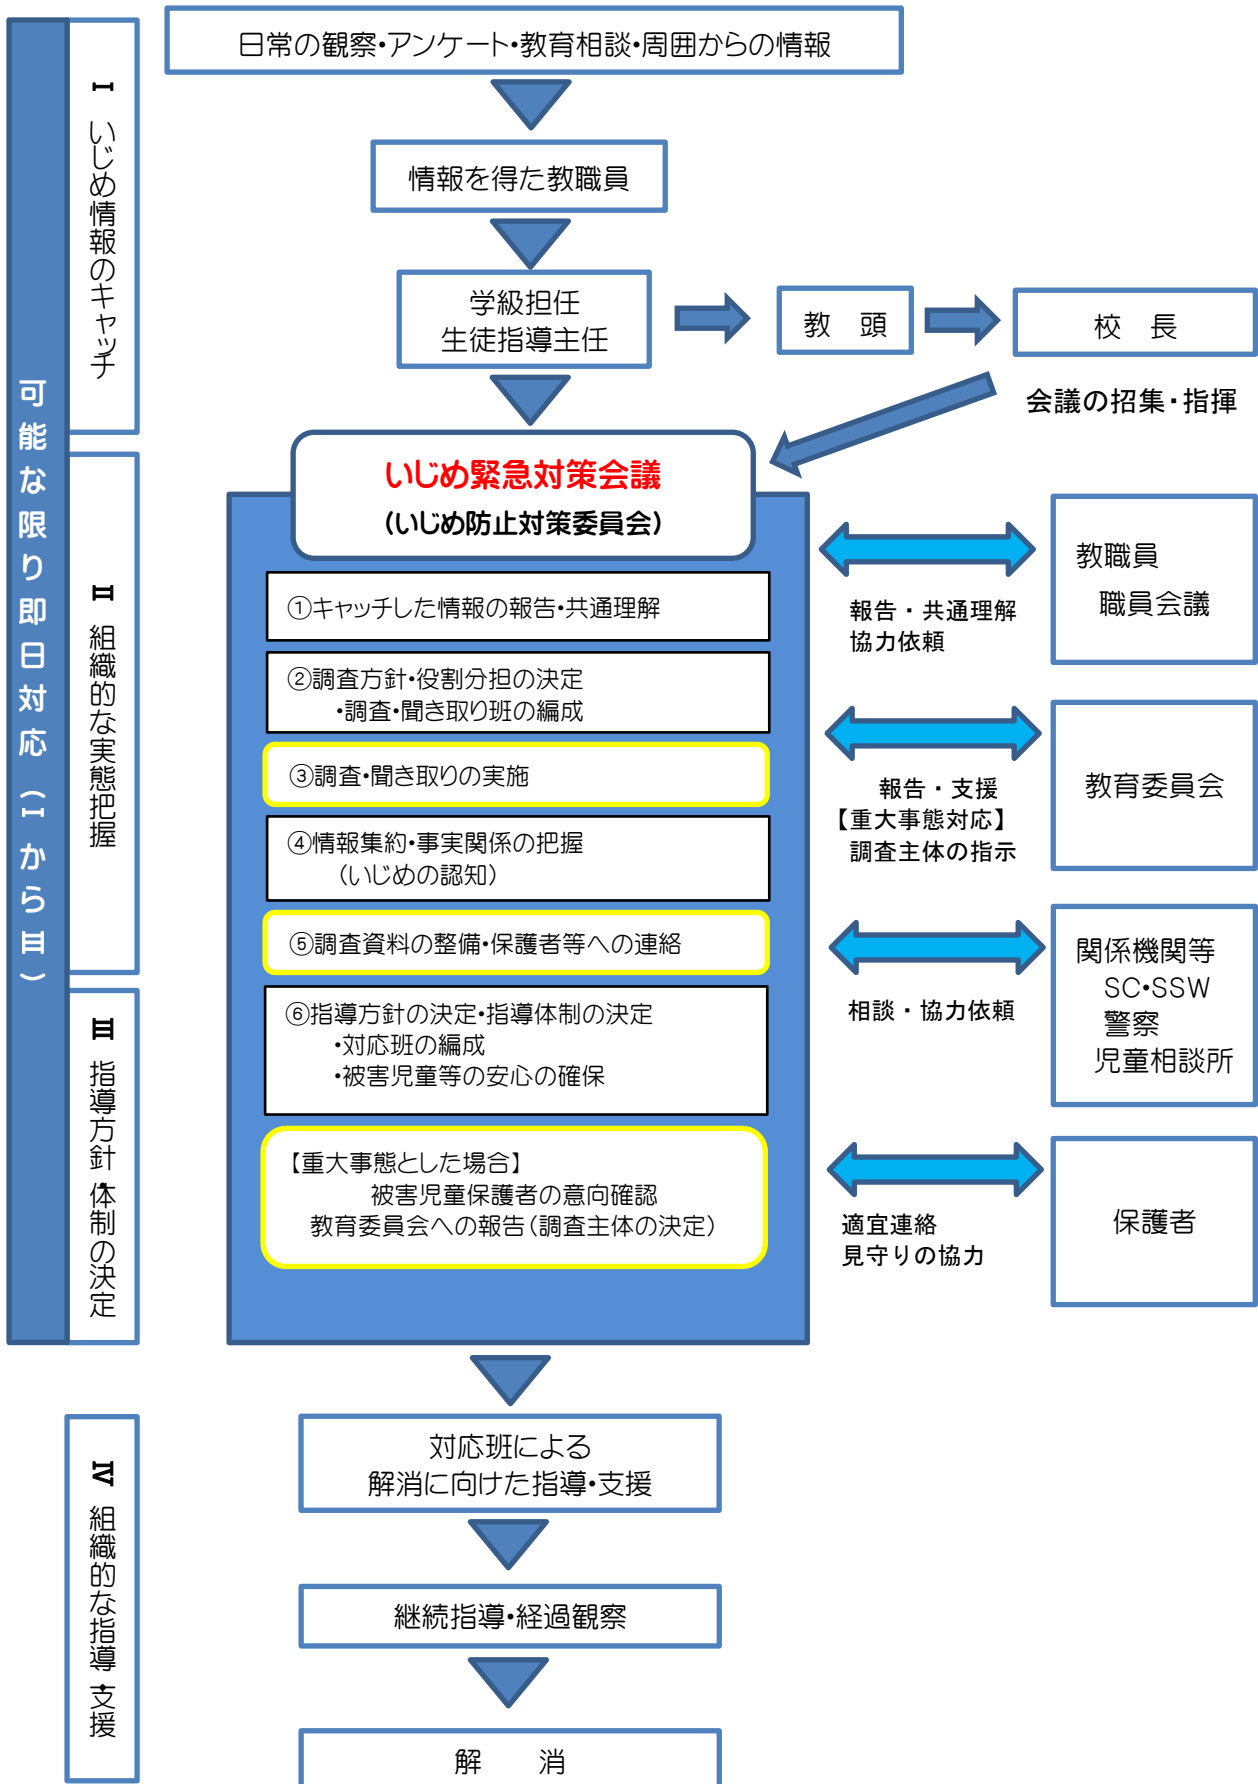 日常の観察・アンケート・教育相談・周囲からの情報
情報を得た教職員
学級担任
生徒指導主任
教　頭
校　長
会議の招集・指揮
可能な限り即日対応（ⅠからⅢ）
Ⅰ　いじめ情報のキャッチ
Ⅱ　組織的な実態把握
Ⅲ　指導方針・体制の決定
いじめ緊急対策会議
（いじめ防止対策委員会）
①キャッチした情報の報告・共通理解
②調査方針・役割分担の決定
・調査・聞き取り班の編成
③調査・聞き取りの実施
④情報集約・事実関係の把握
（いじめの認知）
⑤調査資料の整備・保護者等への連絡
⑥指導方針の決定・指導体制の決定
・対応班の編成
・被害児童等の安心の確保
【重大事態とした場合】
被害児童保護者の意向確認
教育委員会への報告（調査主体の決定）
報告・共通理解
協力依頼
教職員
職員会議
報告・支援
【重大事態対応】
調査主体の指示
教育委員会
相談・協力依頼
関係機関等
SC・SSW
警察
児童相談所
適宜連絡
見守りの協力
保護者
Ⅳ　組織的な指導・支援
対応班による
解消に向けた指導・支援
継続指導・経過観察
解　消